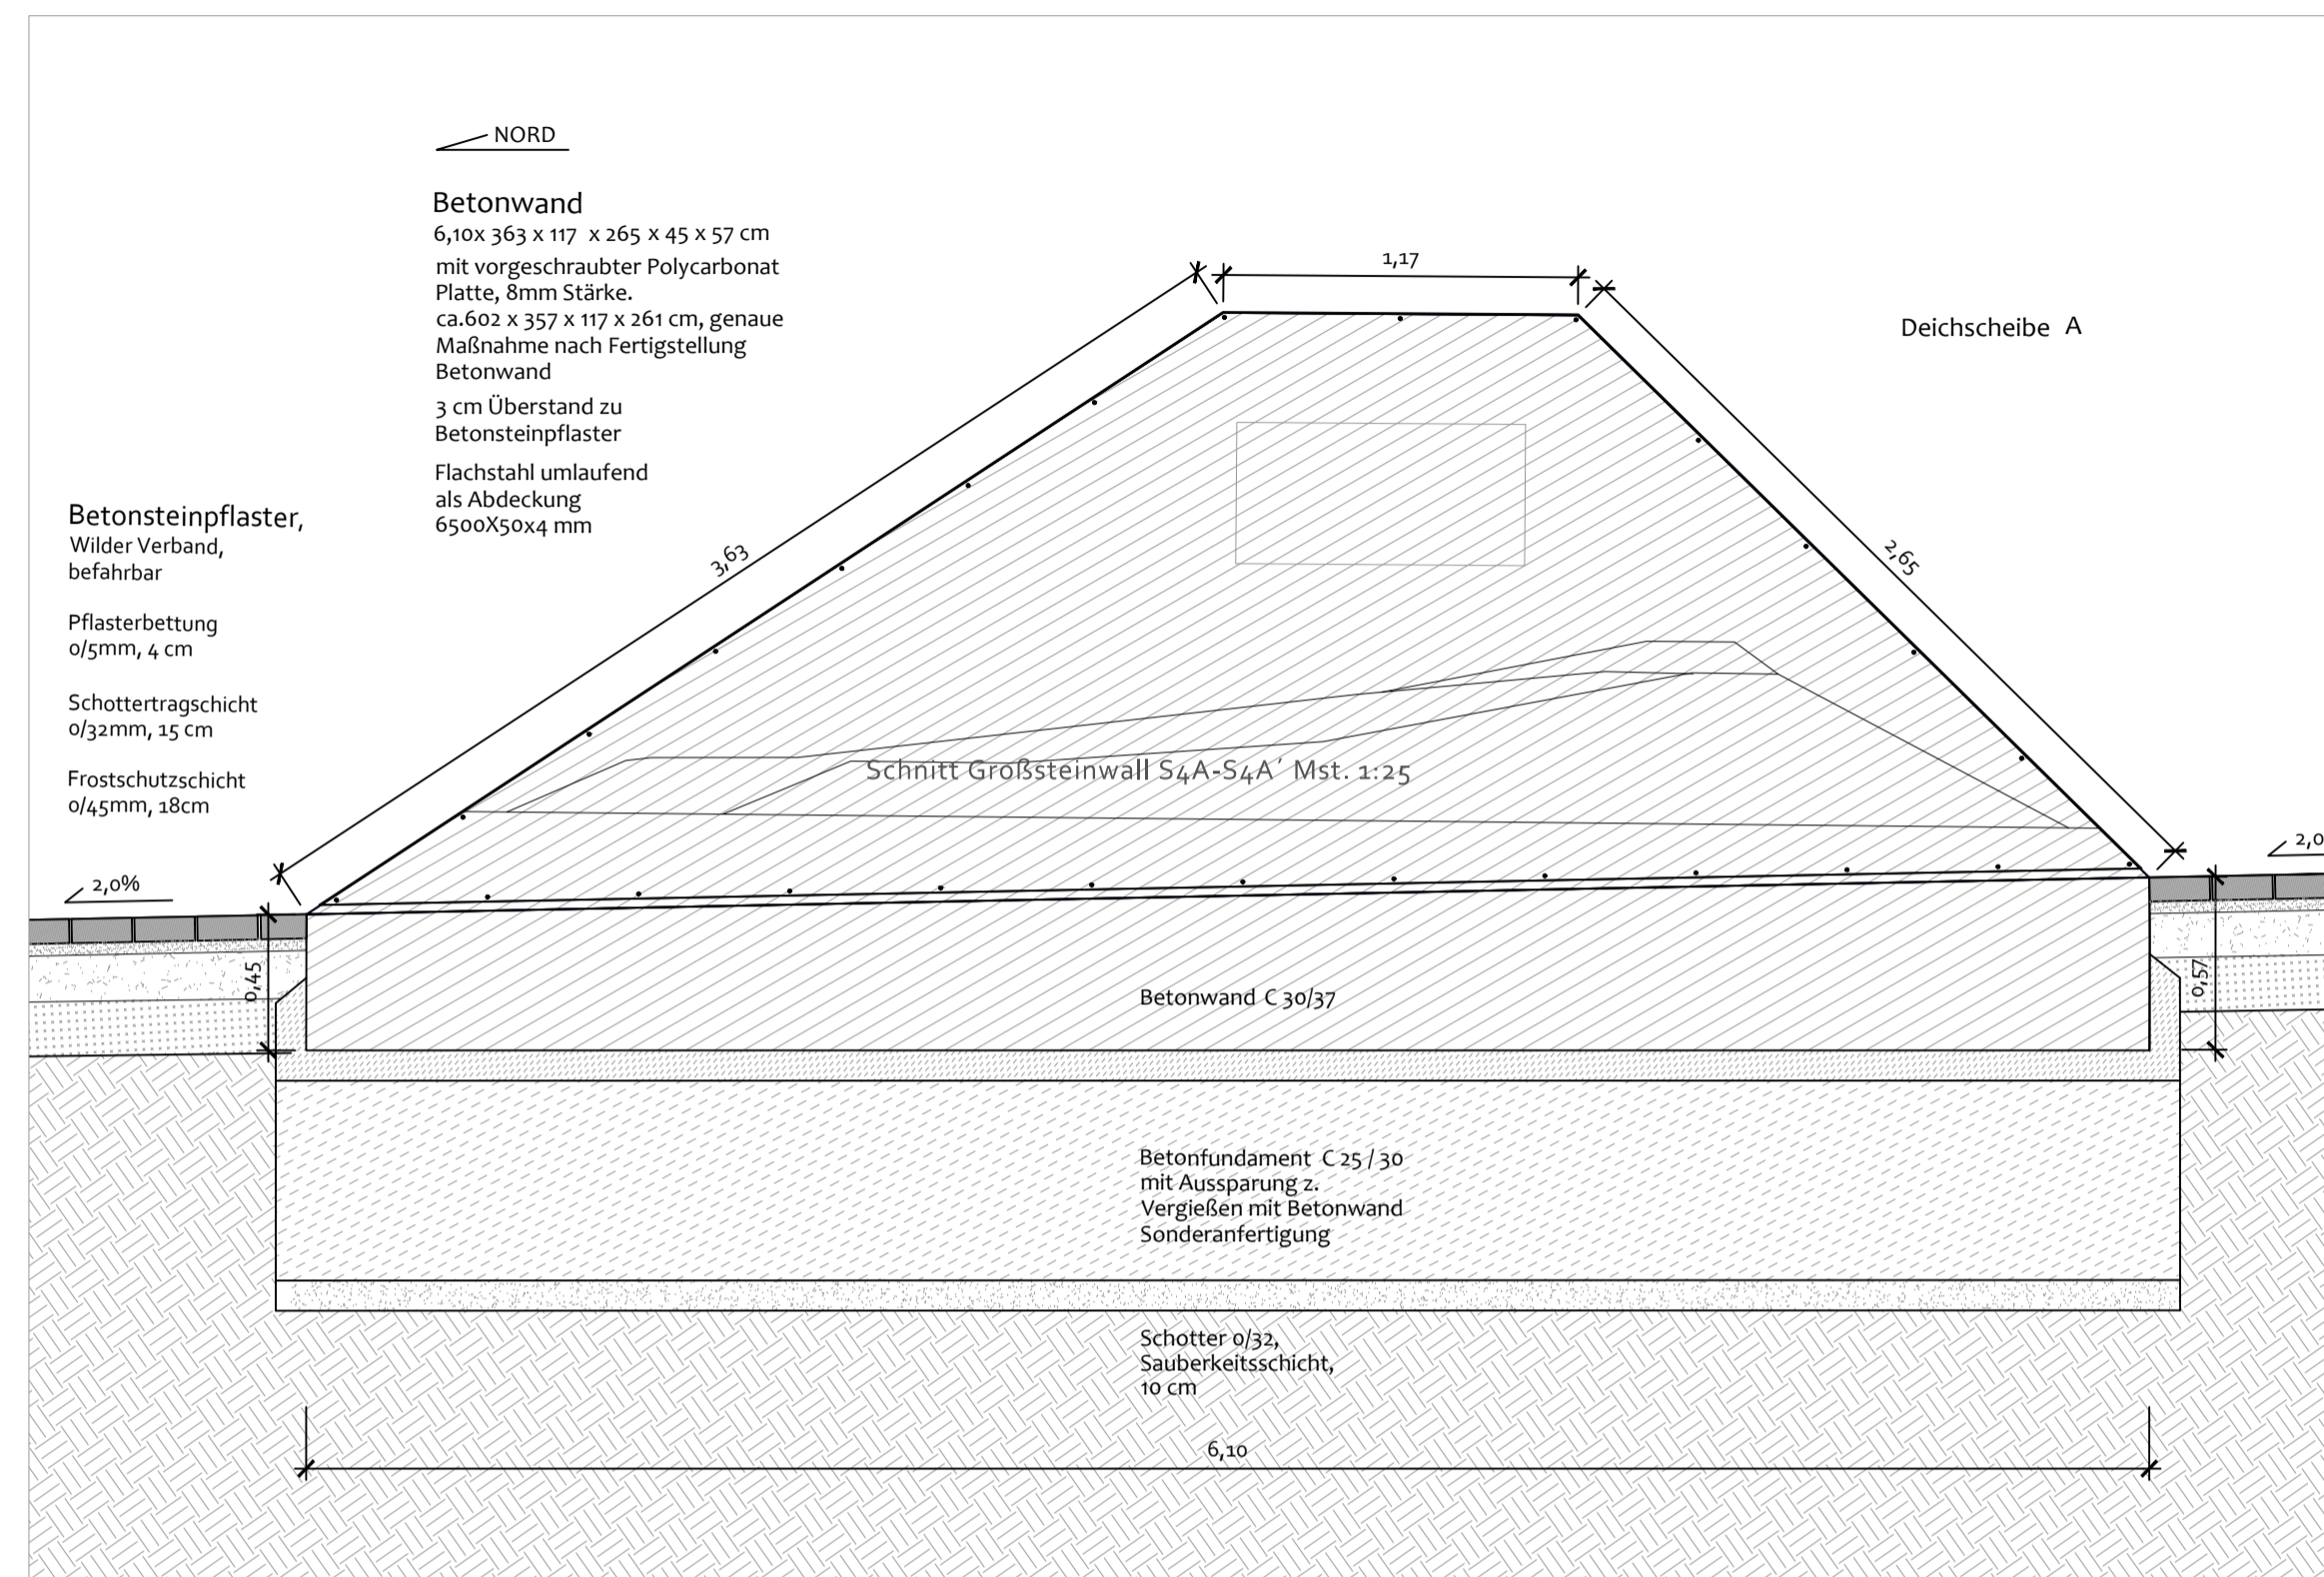 NORD
Betonwand
6,10x 363 x 117 x 265 x 45 x 57 cm
mit vorgeschraubter Polycarbonat
Platte, 8mm Stärke.
ca.602 x 357 x 117 x 261 cm, genaue
Maßnahme nach Fertigstellung
Betonwand
3 cm Überstand zu
Betonsteinpflaster
Flachstahl umlaufend
als Abdeckung
6500X50x4 mm
Betonsteinpflaster,
Wilder Verband,
befahrbar
Pflasterbettung
0/5mm, 4 cm
Schottertragschicht
0/32mm, 15 cm
Frostschutzschicht
0/45mm, 18cm
2,0%
0,45
3,63
1,17
2,65
Deichscheibe A
Schnitt Großsteinwall S4A-S4A´ Mst. 1:25
2,0
0,57
Betonwand C 30/37
Betonfundament C 25 / 30
mit Aussparung z.
Vergießen mit Betonwand
Sonderanfertigung
Schotter 0/32,
Sauberkeitsschicht,
10 cm
6,10